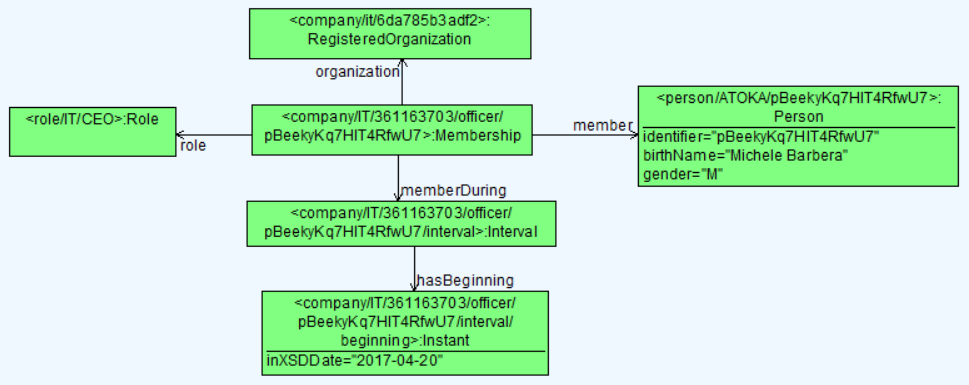 <company/it/6da785b3adf2>:
RegisteredOrganization
organization
<role/IT/CEO>:Role
role
<company/IT/361163703/officer/
pBeekyKq7HIT4RfwU7>:Membership
member
<person/ATOKA/pBeekyKq7HIT4RfwU7>:
Person
identifier="pBeekyKq7HIT4RfwU7"
birthName="Michele Barbera"
gender="M"
memberDuring
<company/IT/361163703/officer/
pBeekyKq7HIT4RfwU7/interval>:Interval
hasBeginning
<company/IT/361163703/officer/
pBeekyKq7HIT4RfwU7/interval/
beginning>:Instant
inXSDDate="2017-04-20"